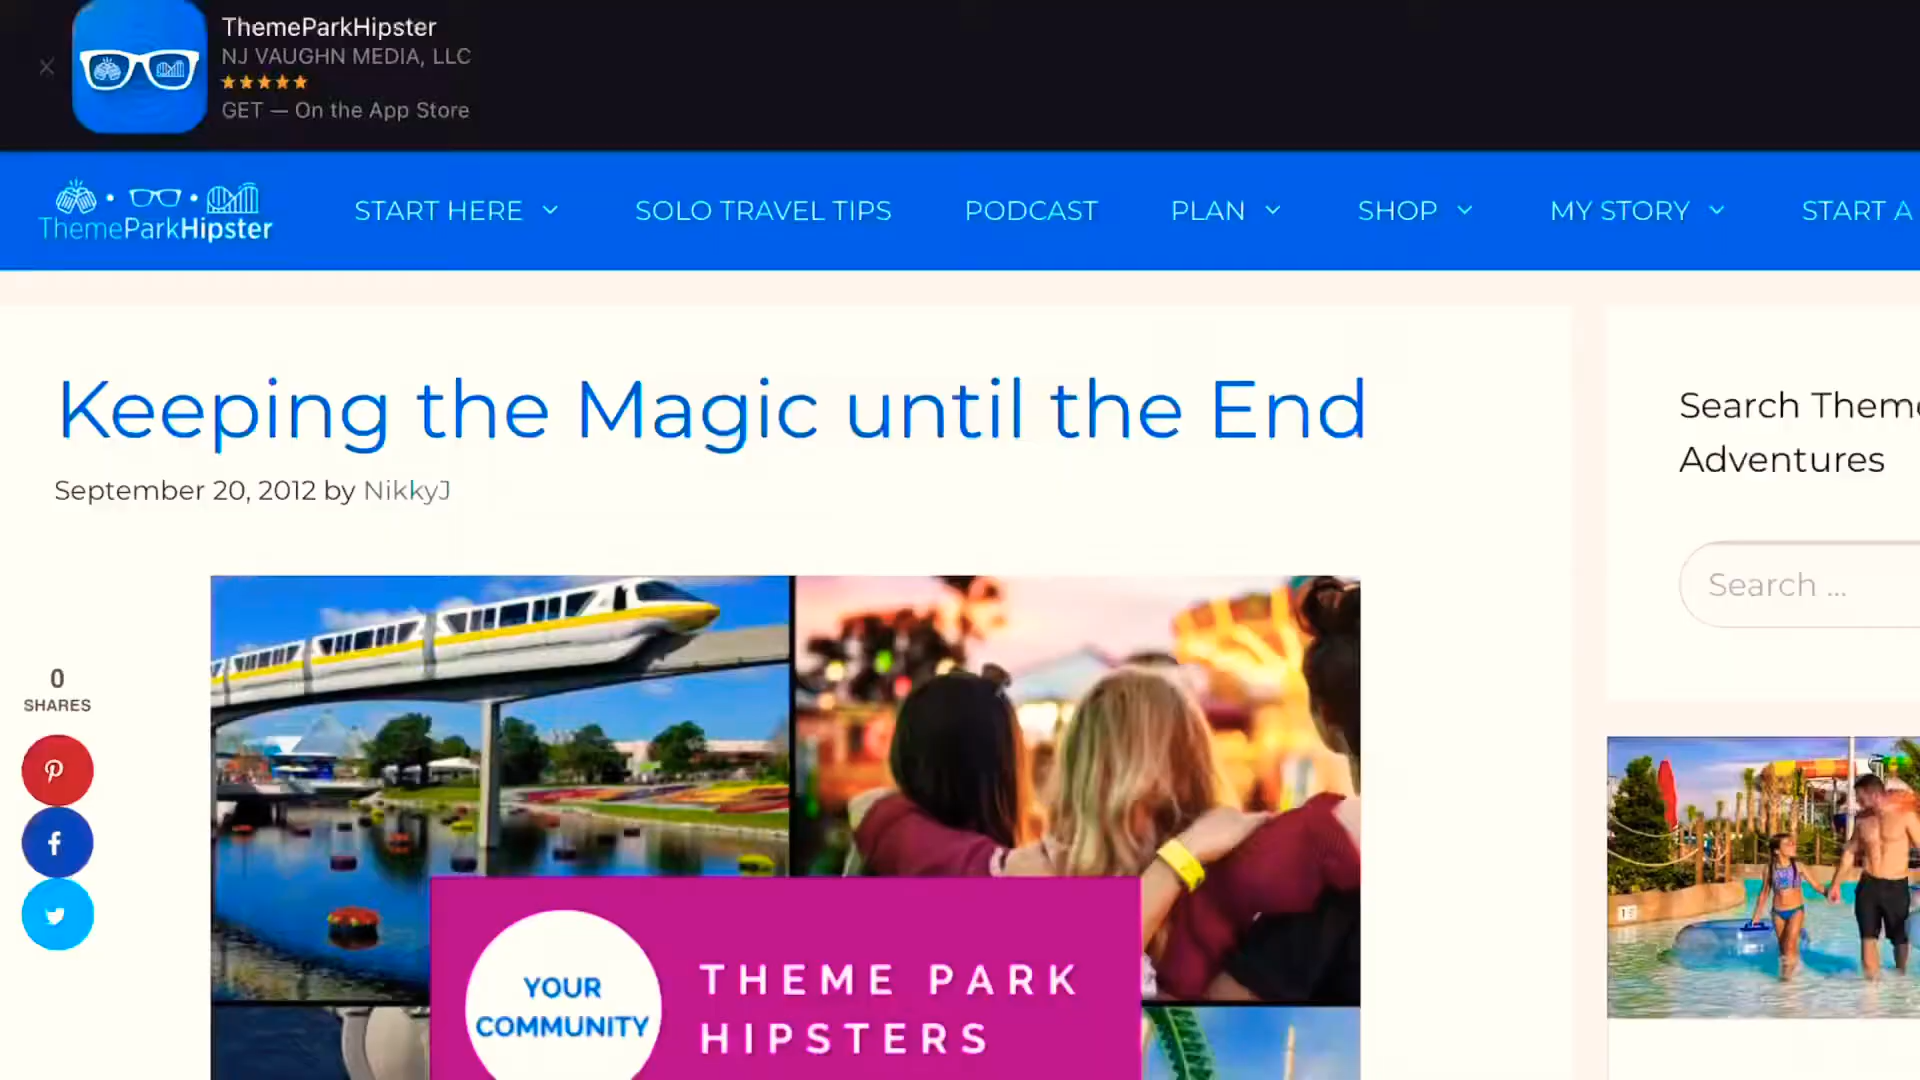 ThemeParkHipster
NJ VAUGHN MEDIA, LLC
GET — On the App Store
ThemeParkHipster
START HERE
SOLO TRAVEL TIPS
PODCAST
PLAN
SHOP
MY STORY
START A
Keeping the Magic until the End
September 20, 2012 by NikkyJ
Search Theme
Adventures
Search ...
0
SHARES
YOUR
COMMUNITY
THEME PARK
HIPSTERS